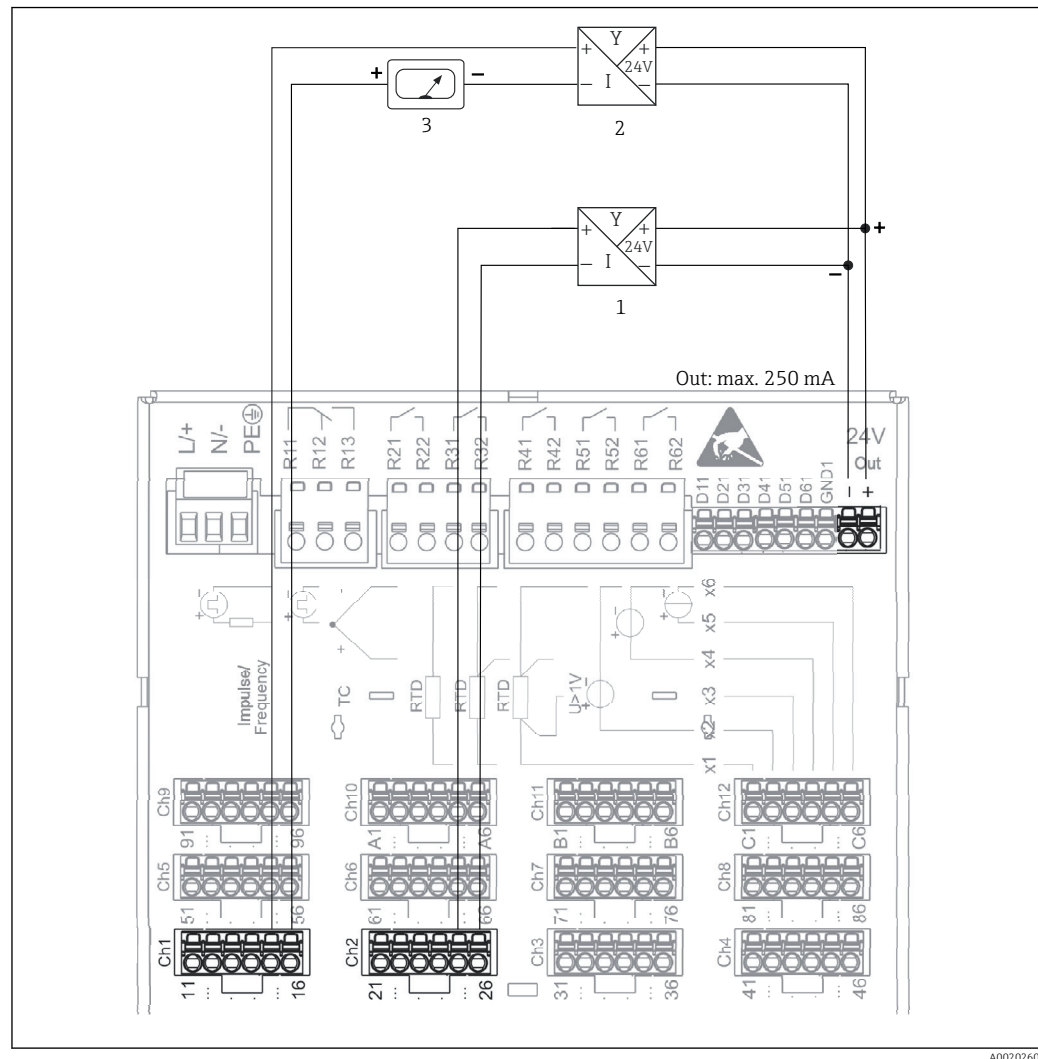 Y
+ +
24V
− I −
2
+ −
3
Y
+ +
24V
− I −
1
+
−
Out: max. 250 mA
L/+
N/-
PE
R11
R12
R13
R21
R22
R31
R32
R41
R42
R51
R52
R61
R62
D11
D21
D31
D41
D51
D61
GND1
24V
Out
− +
Impulse/
Frequency
TC
RTD
RTD
RTD
U>1V
x6
x5
x4
x3
x2
x1
Ch9
91 ... 96
Ch10
A1 ... A6
Ch11
B1 ... B6
Ch12
C1 ... C6
Ch5
51 ... 56
Ch6
61 ... 66
Ch7
71 ... 76
Ch8
81 ... 86
Ch1
11 ... 16
Ch2
21 ... 26
Ch3
31 ... 36
Ch4
41 ... 46
A0020260